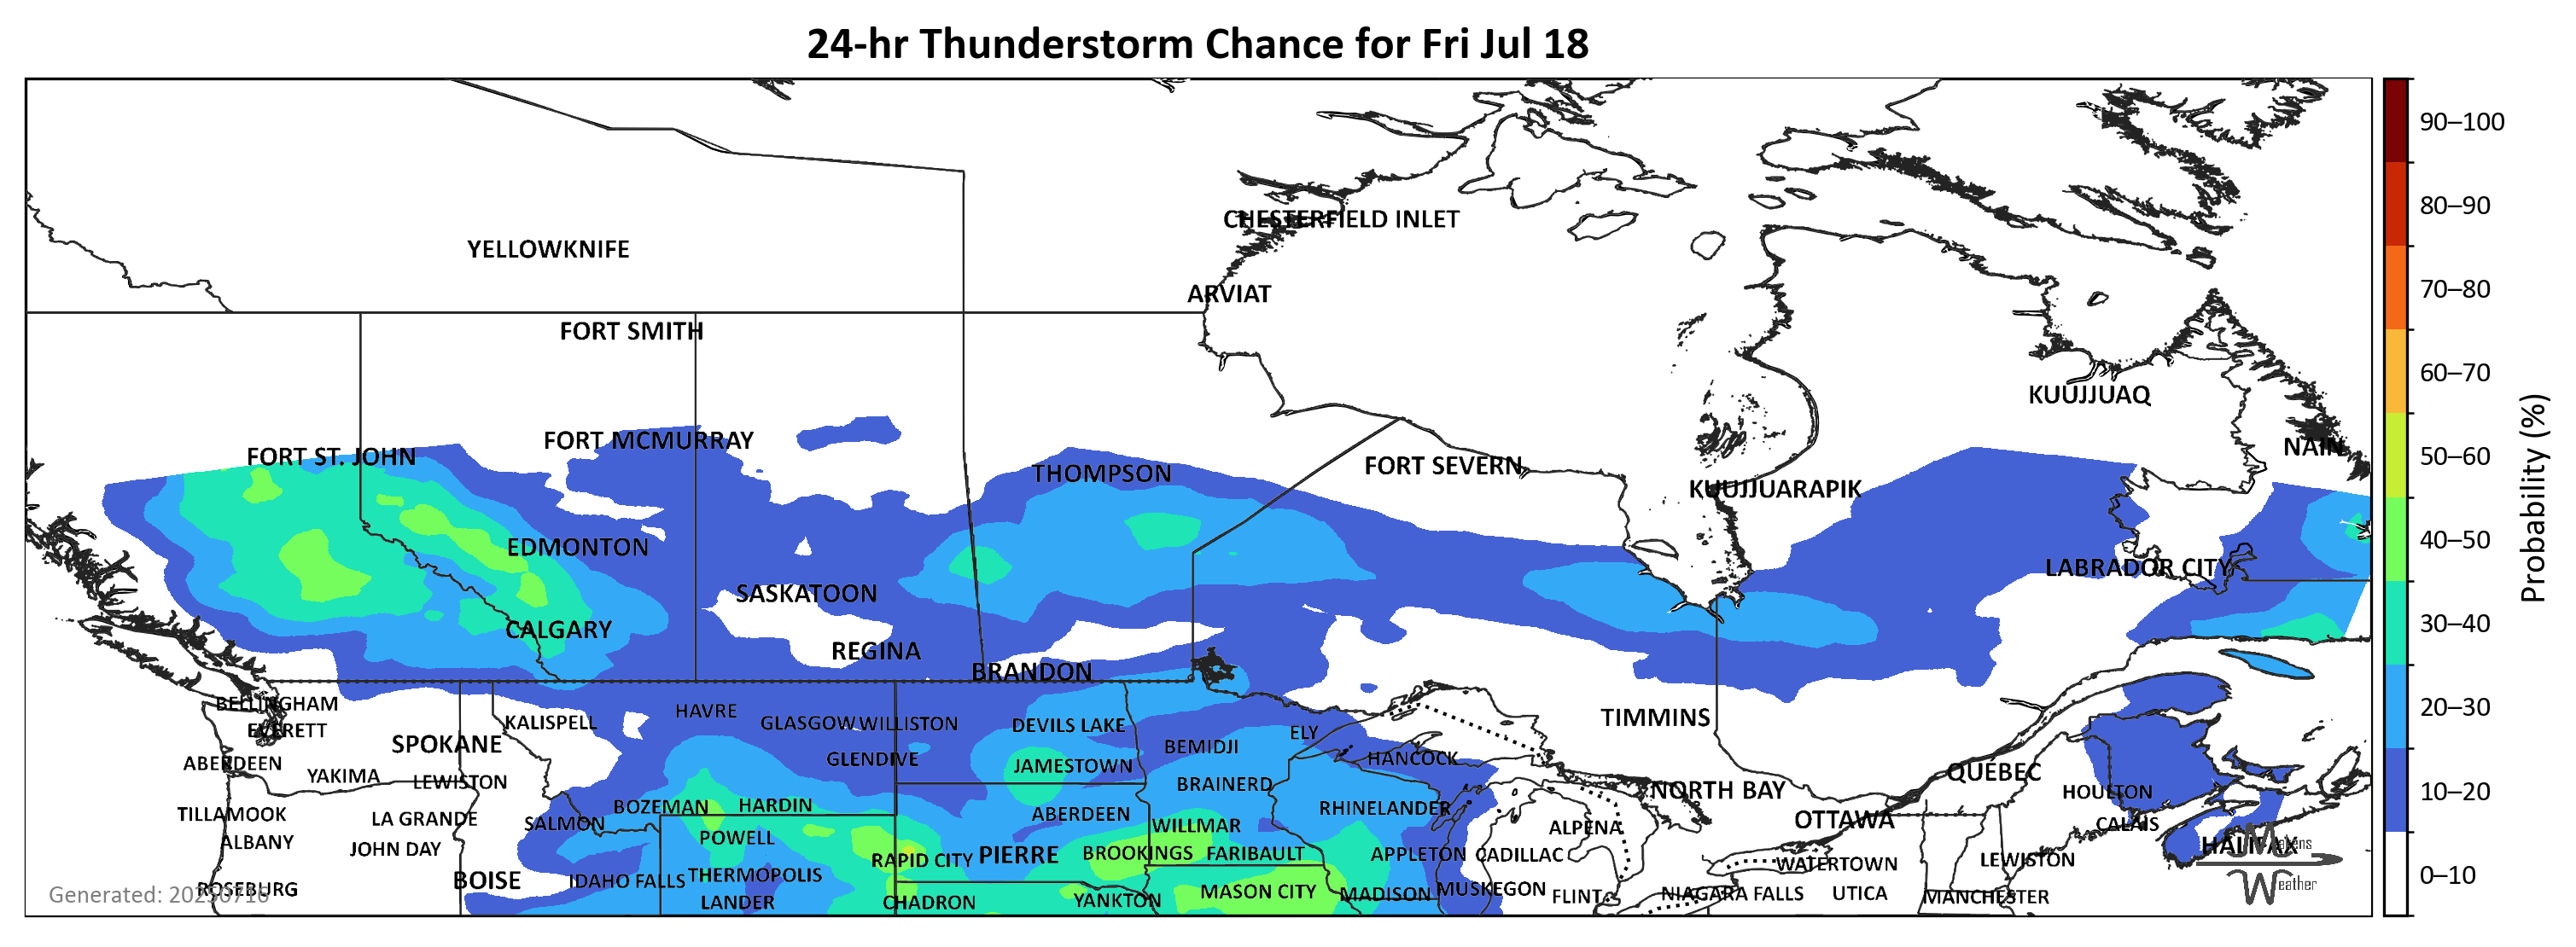 24-hr Thunderstorm Chance for Fri Jul 18
90–100
80–90
CHESTERFIELD INLET
YELLOWKNIFE
70–80
ARVIAT
FORT SMITH
60–70
KUUJJUAQ
Probability (%)
FORT MCMURRAY
NAIN
50–60
FORT ST. JOHN
FORT SEVERN
THOMPSON
KUUJJUARAPIK
40–50
EDMONTON
LABRADOR CITY
SASKATOON
30–40
CALGARY
REGINA
BRANDON
BELLINGHAM
20–30
HAVRE
KALISPELL GLASGOW WILLISTON DEVILS LAKE
TIMMINS
EVERETT
ELY
SPOKANE
BEMIDJI
ABERDEEN
GLENDIVE
HANCOCK
JAMESTOWN
QUÉBEC
YAKIMA
LEWISTON
BRAINERD
NORTH BAY
HOULTON
10–20
BOZEMAN HARDIN
RHINELANDER
TILLAMOOK
LA GRANDE
ABERDEEN
OTTAWA
SALMON
WILLMAR
ALPENA
CALAIS
ALBANY
POWELL
JOHN DAY
BROOKINGS FARIBAULT
APPLETON CADILLAC
HALIFAX
Makens
Weather
RAPID CITY PIERRE
WATERTOWN
LEWISTON
0–10
BOISE
IDAHO FALLS THERMOPOLIS
ROSEBURG
MASON CITY
MADISON MUSKEGON
Generated: 20250716
FLINT
NIAGARA FALLS
UTICA
MANCHESTER
LANDER
CHADRON
YANKTON